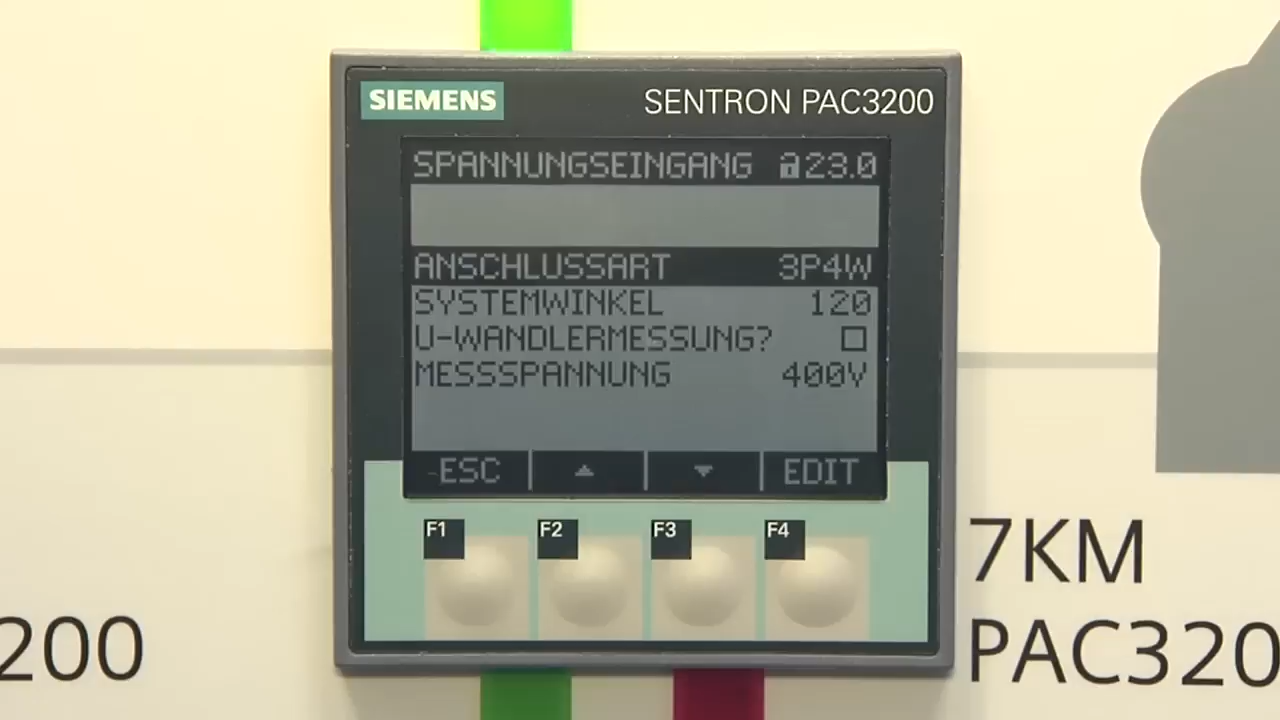 SIEMENS
SENTRON PAC3200
SPANNUNGSEINGANG 23.0
ANSCHLUSSART 3P4W
SYSTEMWINKEL 120
U-WANDLERMESSUNG? □
MESSSPANNUNG 400V
ESC ▲ ▼ EDIT
F1 F2 F3 F4
7KM
PAC320
200